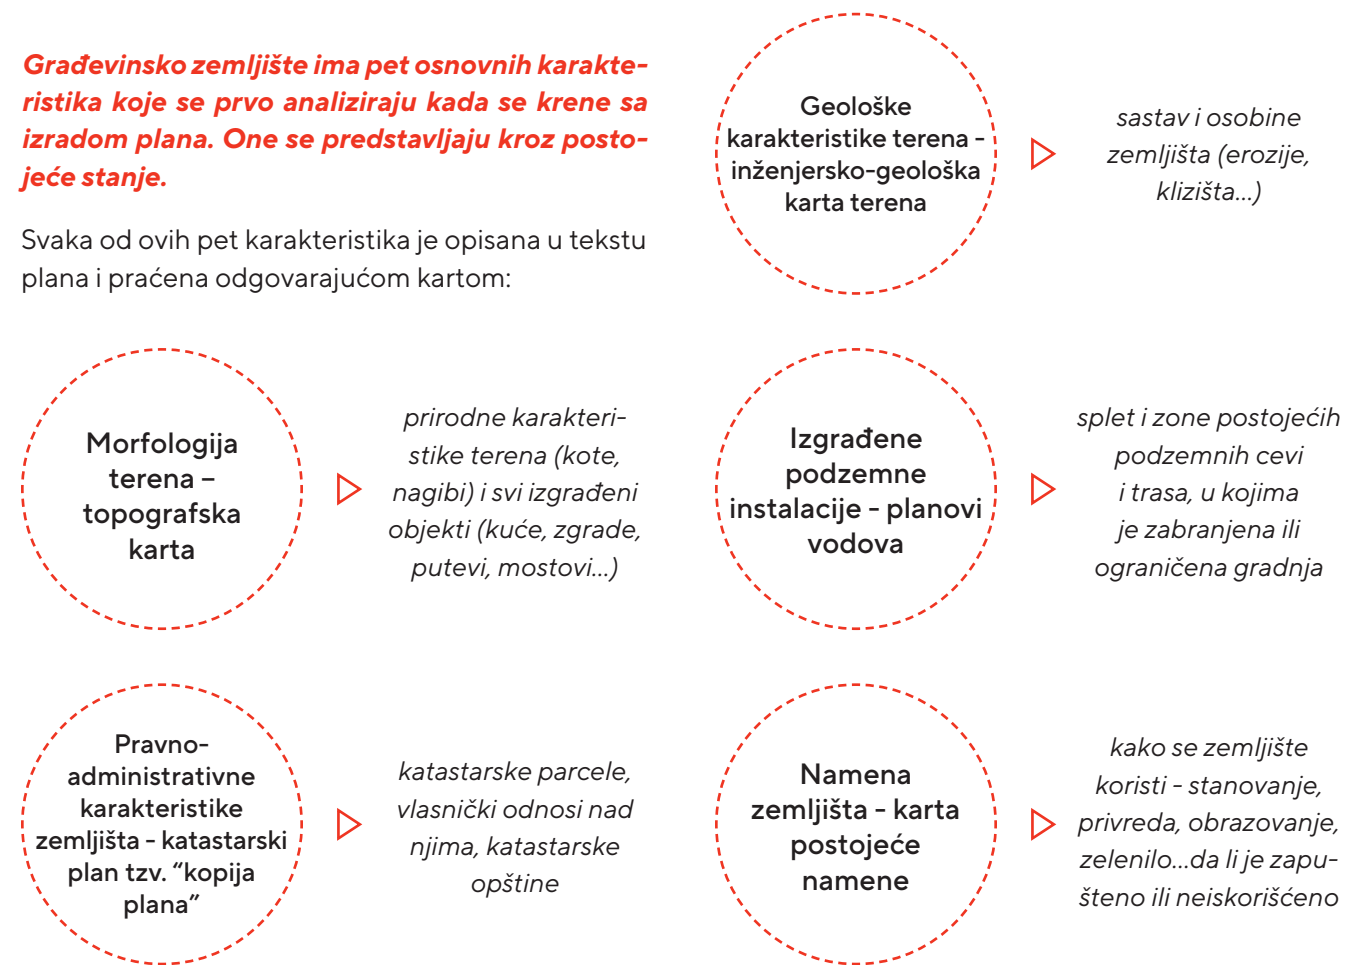 Građevinsko zemljište ima pet osnovnih karakte-
ristika koje se prvo analiziraju kada se krene sa
izradom plana. One se predstavljaju kroz posto-
jeće stanje.
Svaka od ovih pet karakteristika je opisana u tekstu
plana i praćena odgovarajućom kartom:
Morfologija
terena –
topografska
karta
prirodne karakteri-
stike terena (kote,
nagibi) i svi izgrađeni
objekti (kuće, zgrade,
putevi, mostovi...)
Pravno-
administrativne
karakteristike
zemljišta - katastarski
plan tzv. “kopija
plana”
katastarske parcele,
vlasnički odnosi nad
njima, katastarske
opštine
Geološke
karakteristike terena -
inženjersko-geološka
karta terena
sastav i osobine
zemljišta (erozije,
klizišta...)
Izgrađene
podzemne
instalacije - planovi
vodova
splet i zone postojećih
podzemnih cevi
i trasa, u kojima
je zabranjena ili
ograničena gradnja
Namena
zemljišta - karta
postojeće
namene
kako se zemljište
koristi - stanovanje,
privreda, obrazovanje,
zelenilo...da li je zapu-
šteno ili neiskorišćeno